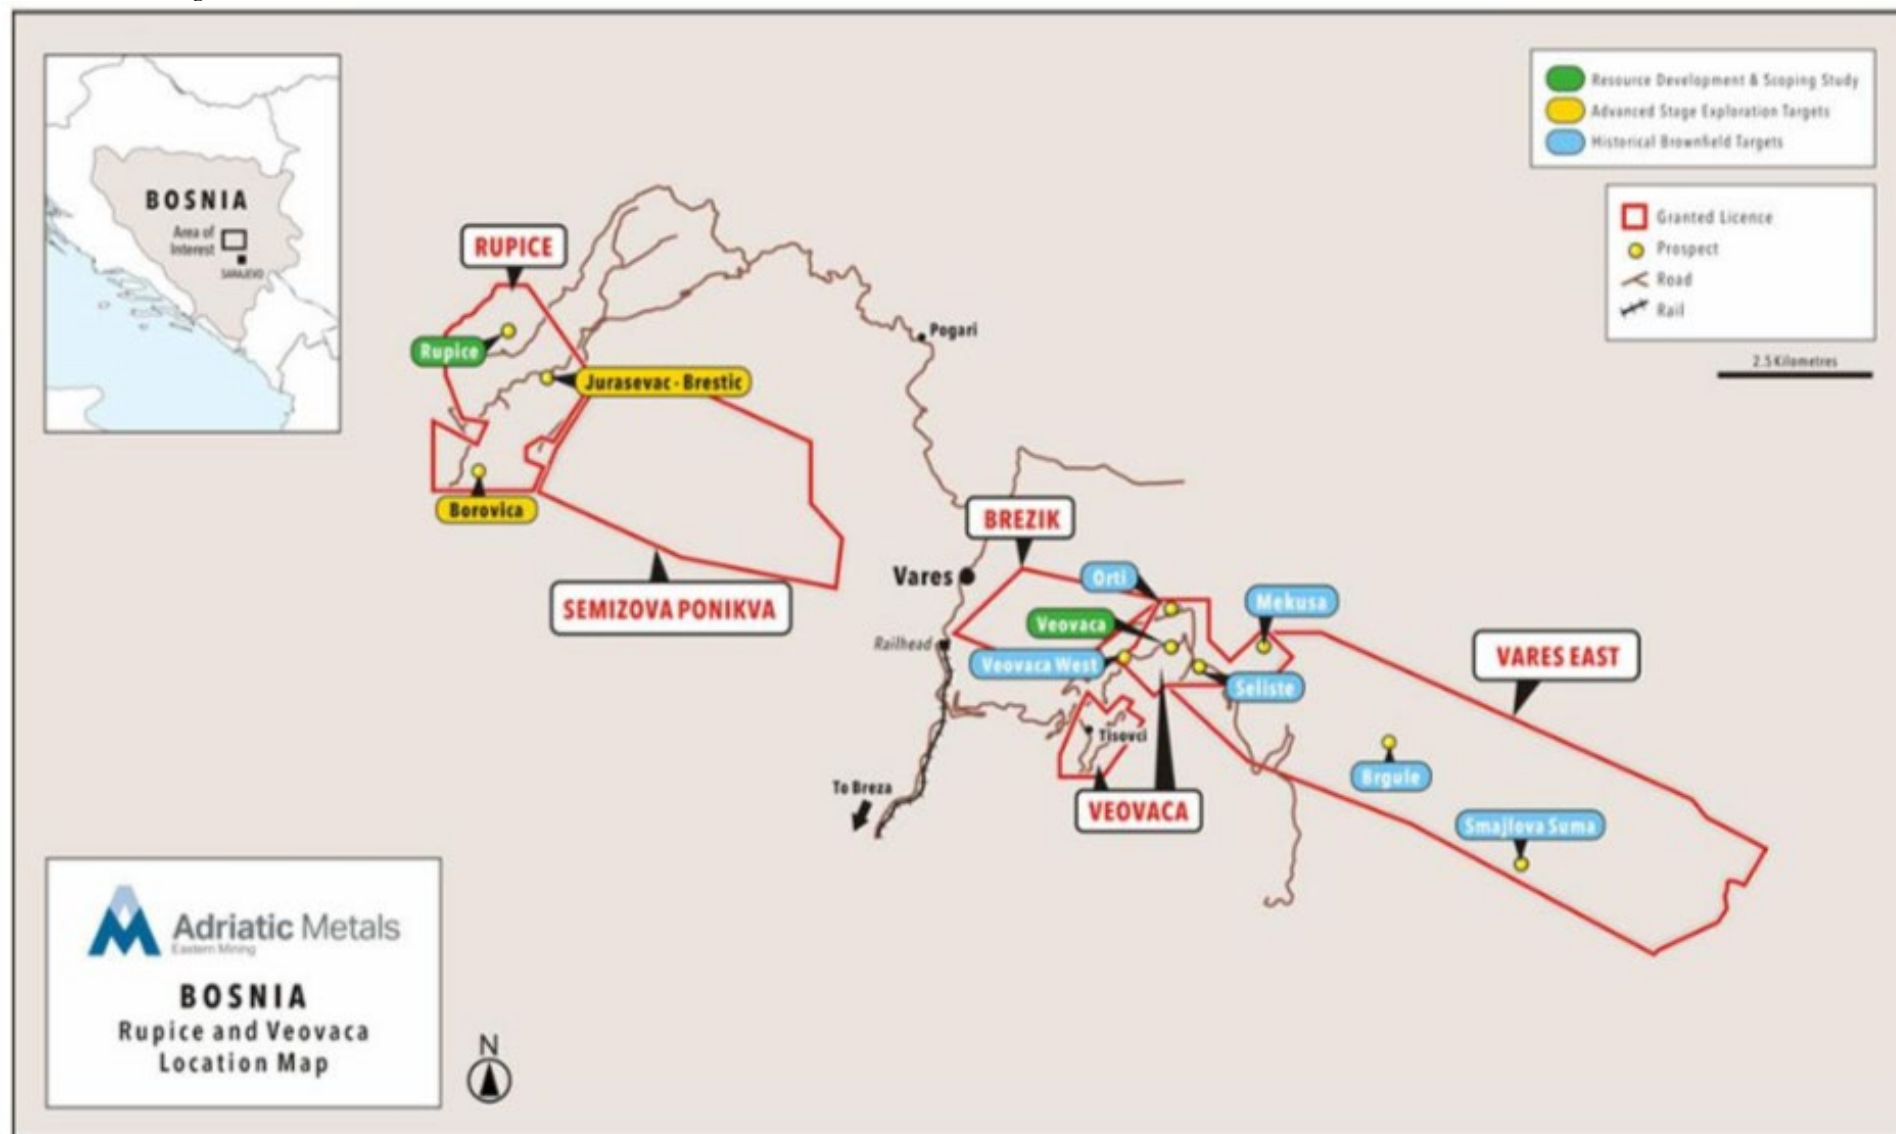 BOSNIA
Area of
Interest
SARAJEVO
Resource Development & Scoping Study
Advanced Stage Exploration Targets
Historical Brownfield Targets
Granted Licence
Prospect
Road
Rail
2.5 Kilometres
RUPICE
Rupice
Jurasevac - Brestic
Borovica
SEMIZOVA PONIKVA
Pogari
BREZIK
Vares
Orti
Mekusa
Veovaca
Railhead
Veovaca West
Seliste
VARES EAST
Tisovci
Brgule
To Breza
VEOVACA
Smajlova Suma
Adriatic Metals
Eastern Mining
BOSNIA
Rupice and Veovaca
Location Map
N